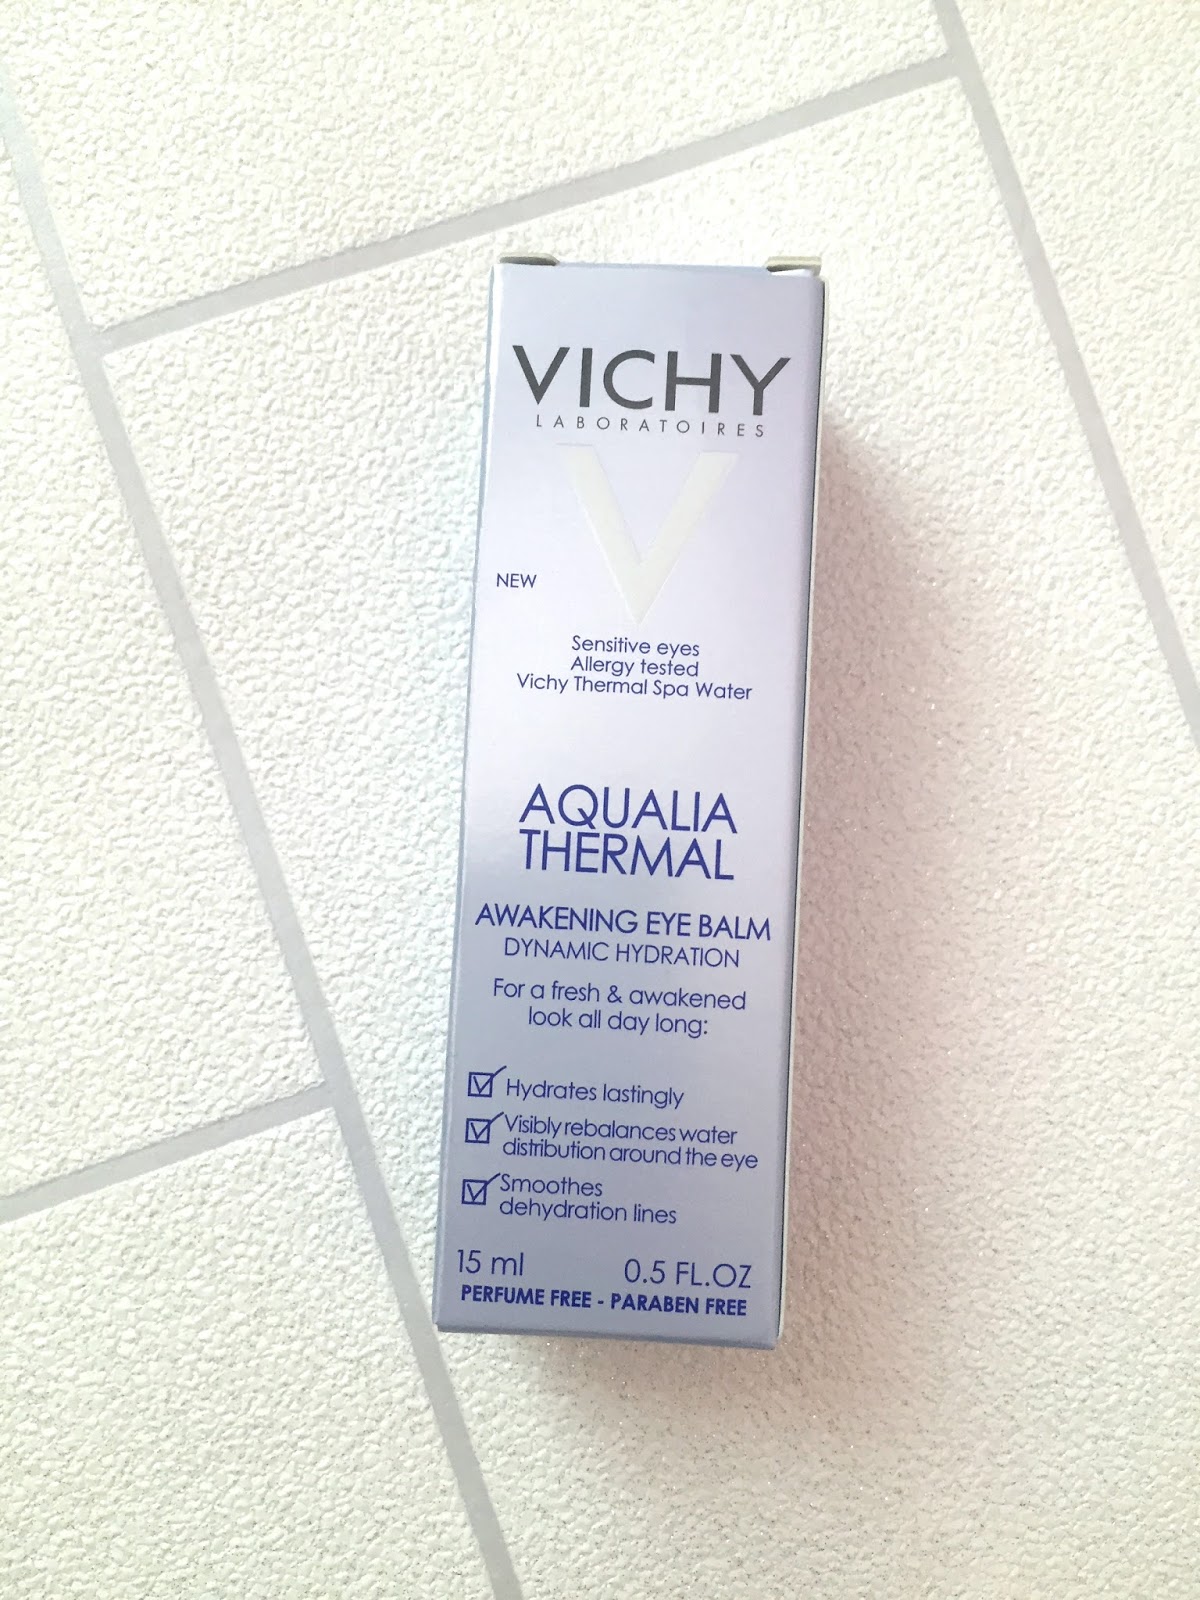 VICHY
LABORATOIRES
V
NEW
Sensitive eyes
Allergy tested
Vichy Thermal Spa Water
AQUALIA
THERMAL
AWAKENING EYE BALM
DYNAMIC HYDRATION
For a fresh & awakened
look all day long:
Hydrates lastingly
Visibly rebalances water
distribution around the eye
Smoothes
dehydration lines
15 ml 0.5 FL.OZ
PERFUME FREE - PARABEN FREE